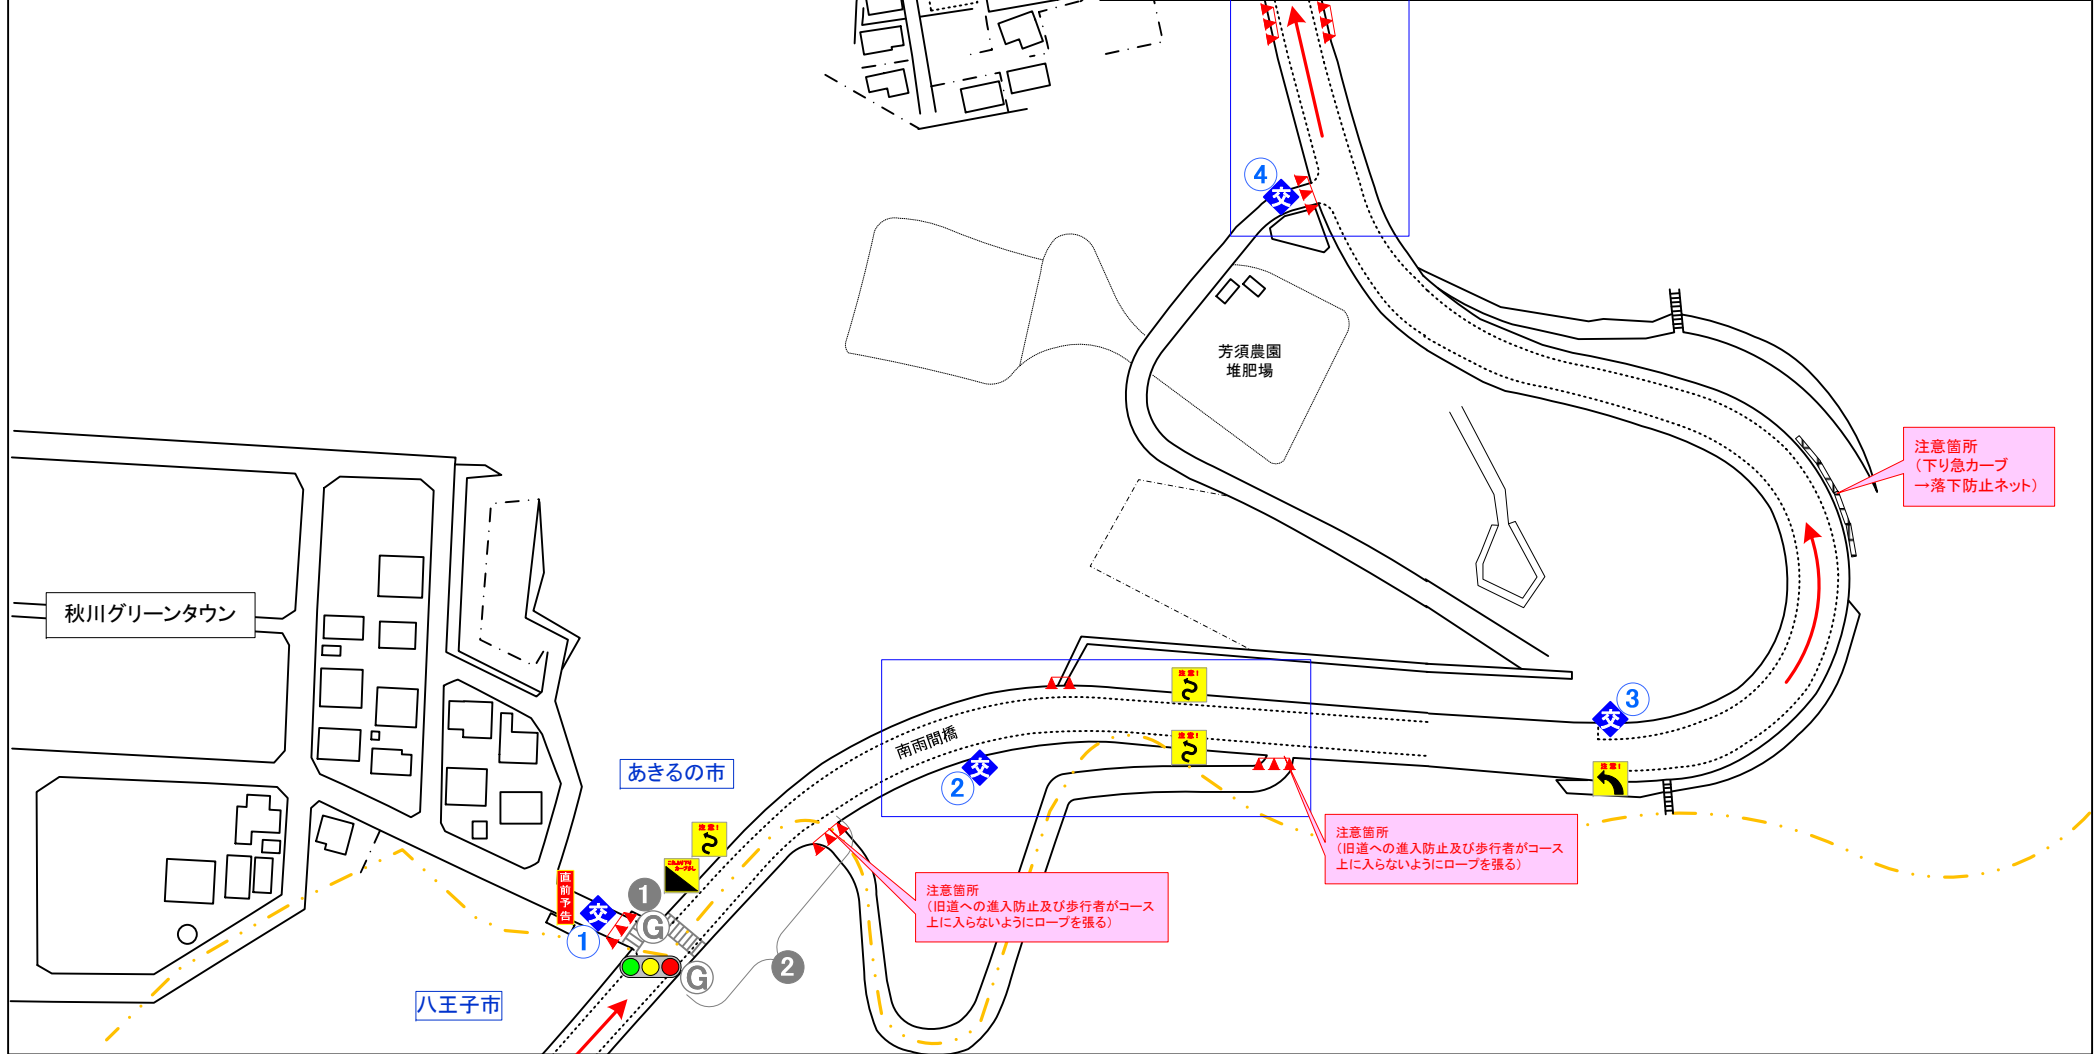 4
交
芳須農園
堆肥場
注意箇所
（下り急カーブ
→落下防止ネット）
秋川グリーンタウン
注意！
3
交
南雨間橋
注意！
あきるの市
交
2
注意！
注意！
注意箇所
（旧道への進入防止及び歩行者がコース
上に入らないようにロープを張る）
直前予告
交
1
1
G
注意箇所
（旧道への進入防止及び歩行者がコース
上に入らないようにロープを張る）
2
G
八王子市